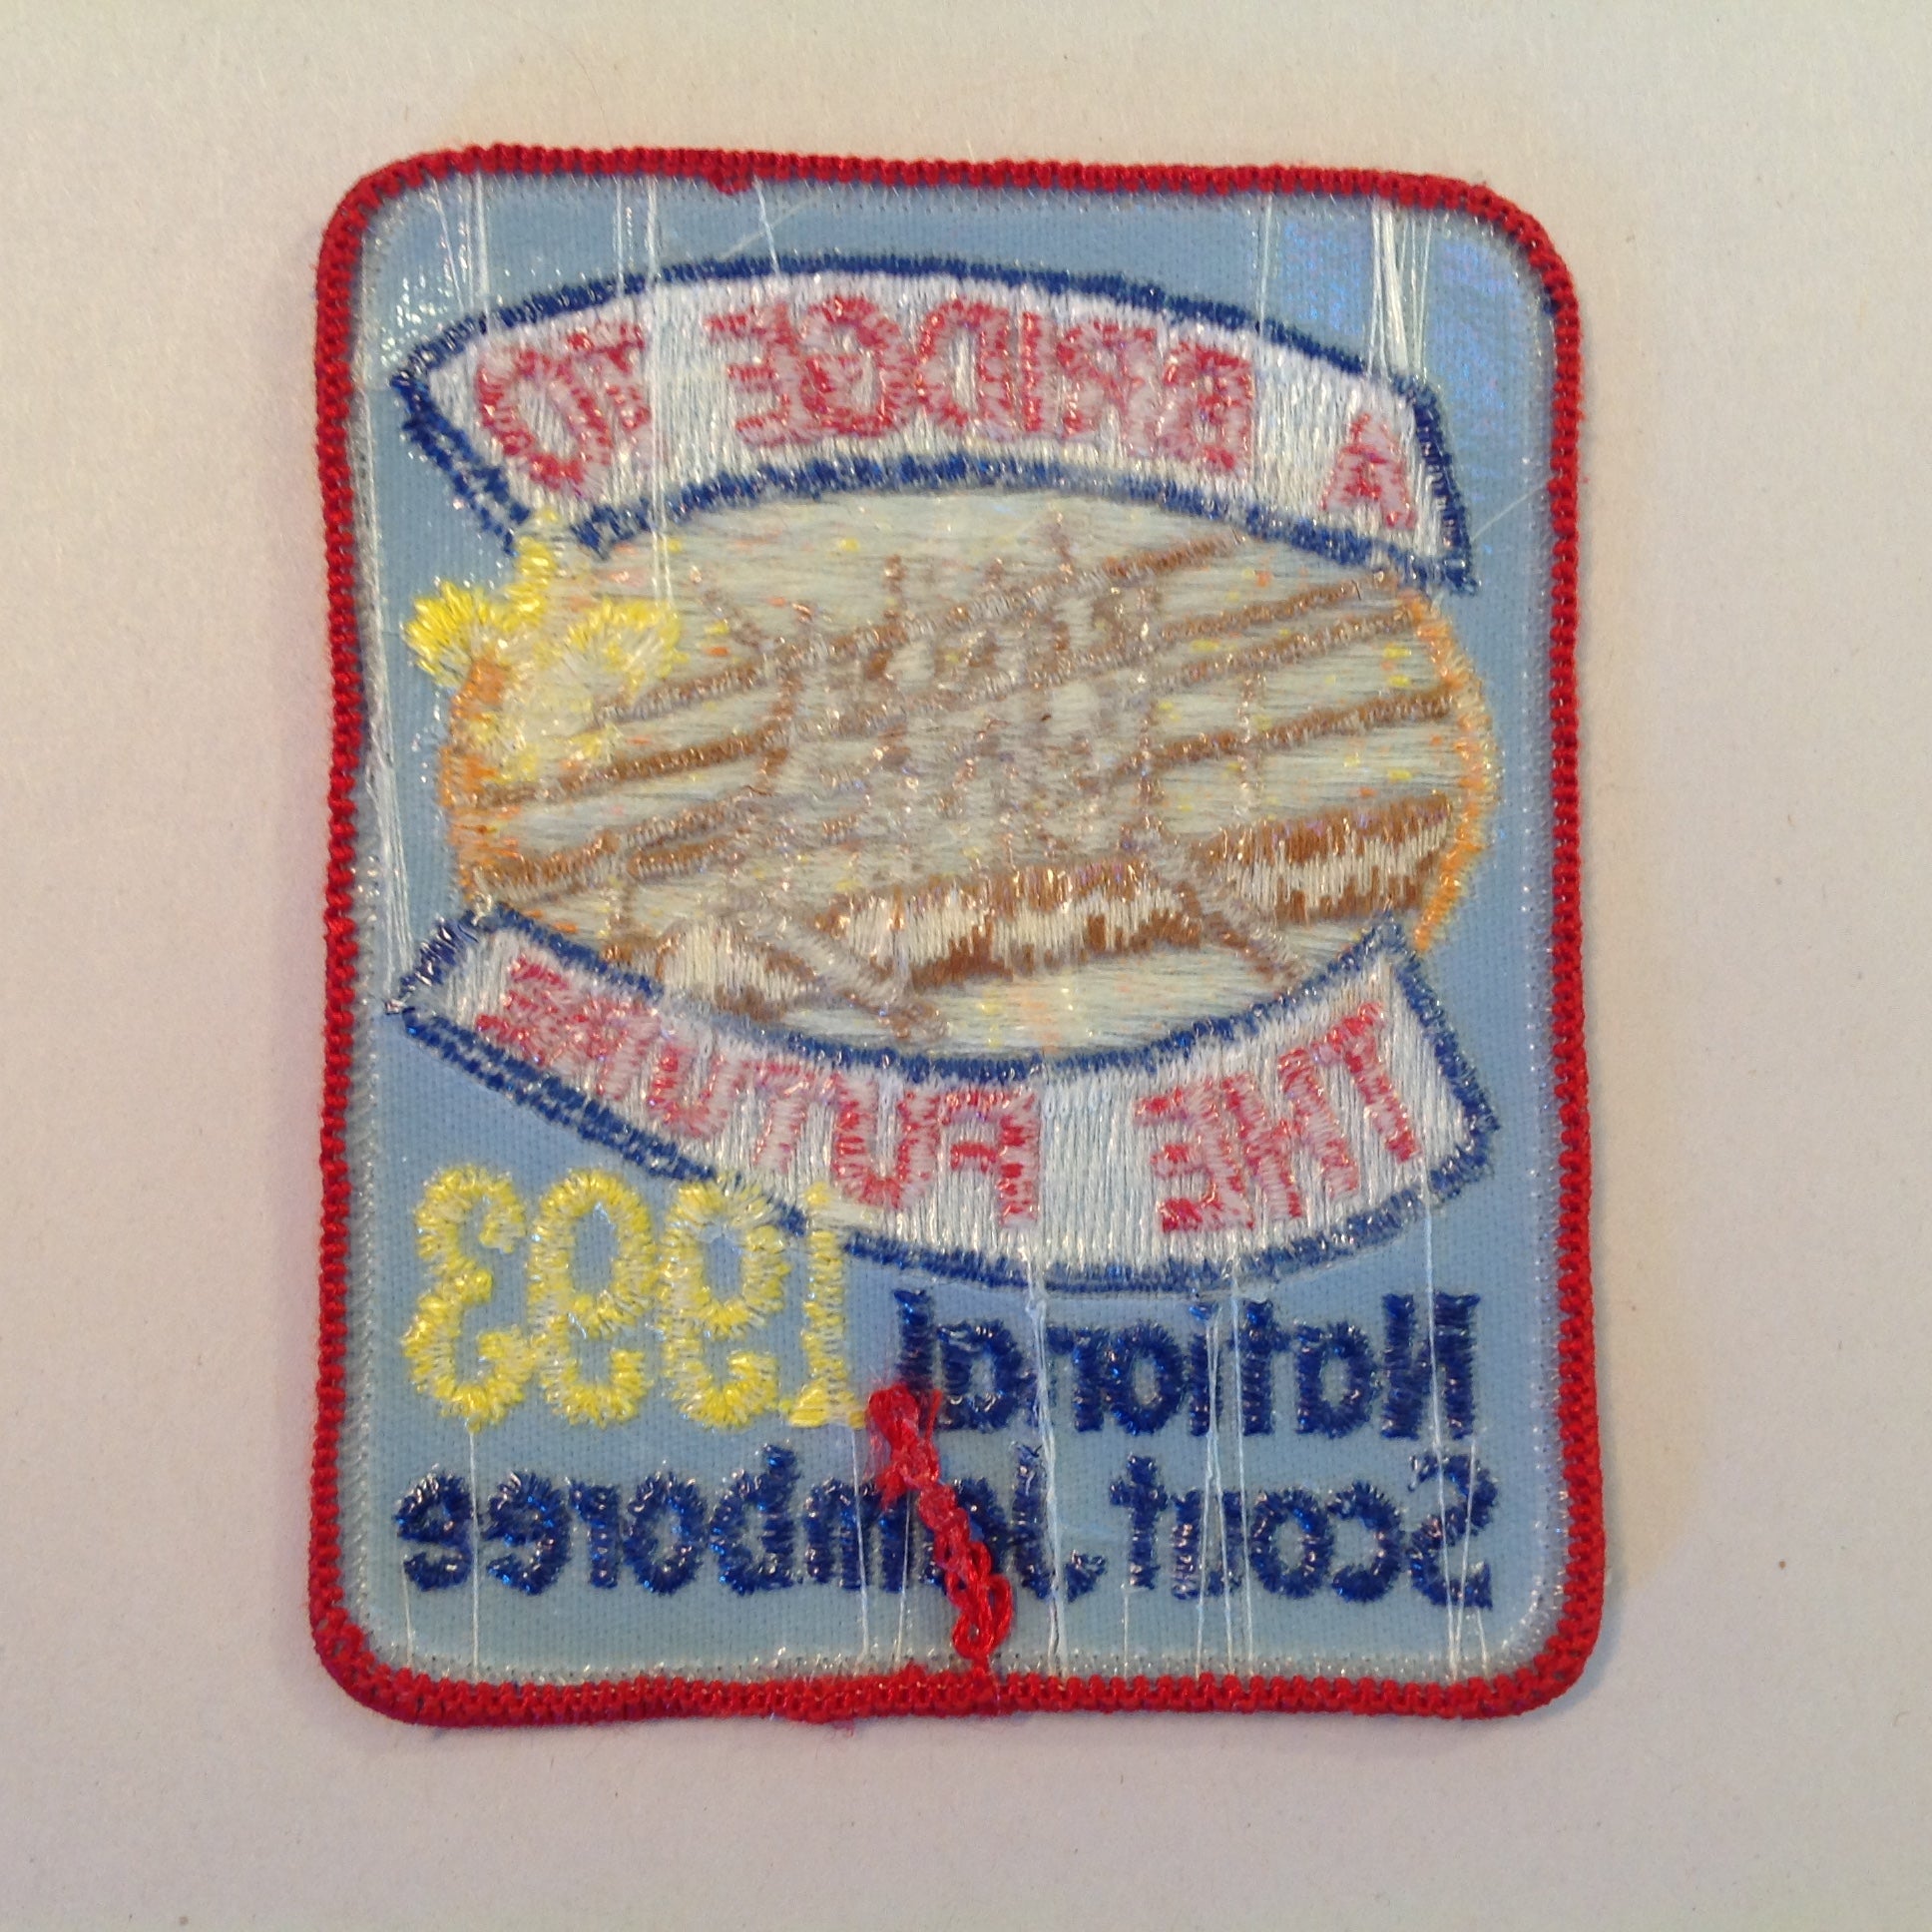 A BRIDGE TO
THE FUTURE
1993
National
Scout Jamboree